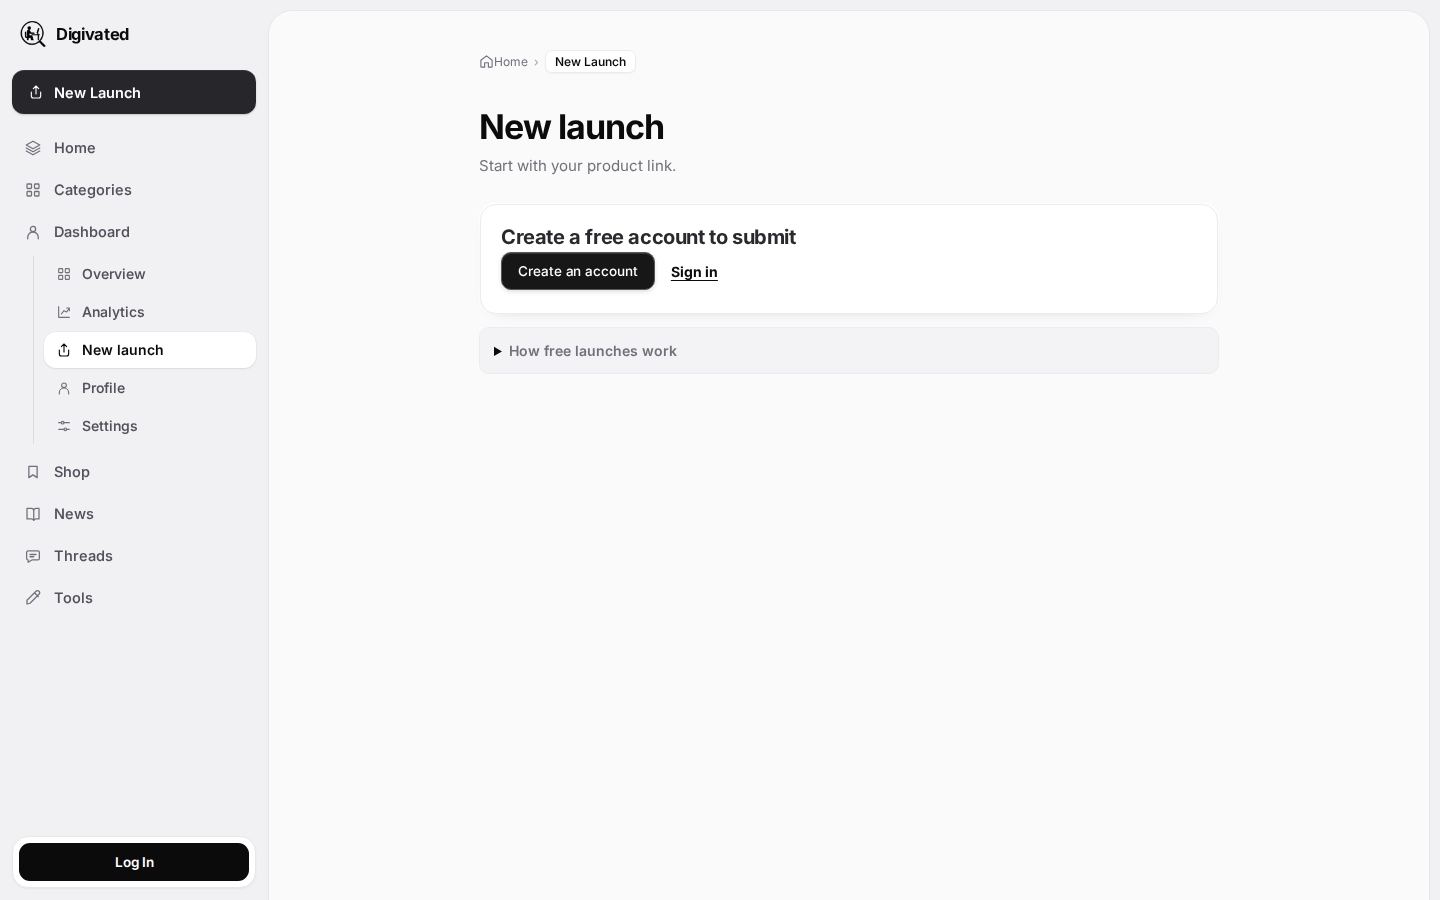 Digivated
New Launch
Home
Categories
Dashboard
Overview
Analytics
New launch
Profile
Settings
Shop
News
Threads
Tools
Log In
Home › New Launch
New launch
Start with your product link.
Create a free account to submit
Create an account Sign in
How free launches work